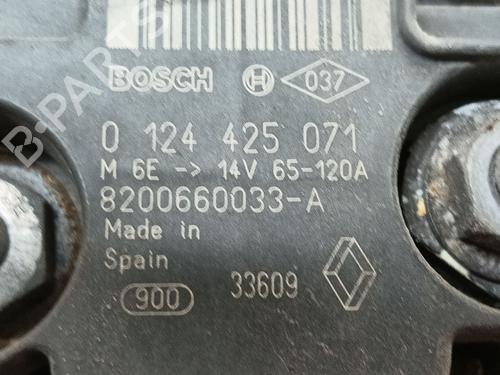 BOSCH 037
0 124 425 071
M 6E -> 14V 65-120A
8200660033-A
Made in
Spain
900 33609
B-PARTS